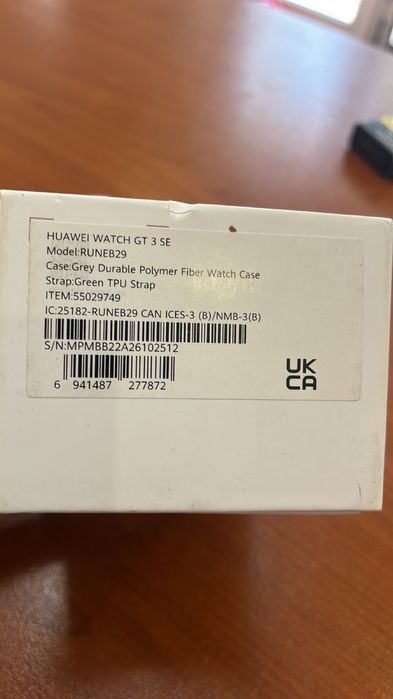 HUAWEI WATCH GT 3 SE
Model:RUNEB29
Case:Grey Durable Polymer Fiber Watch Case
Strap:Green TPU Strap
ITEM:55029749
IC:25182-RUNEB29 CAN ICES-3 (B)/NMB-3(B)
S/N:MPMBB22A26102512
6 941487 277872
UK
CA